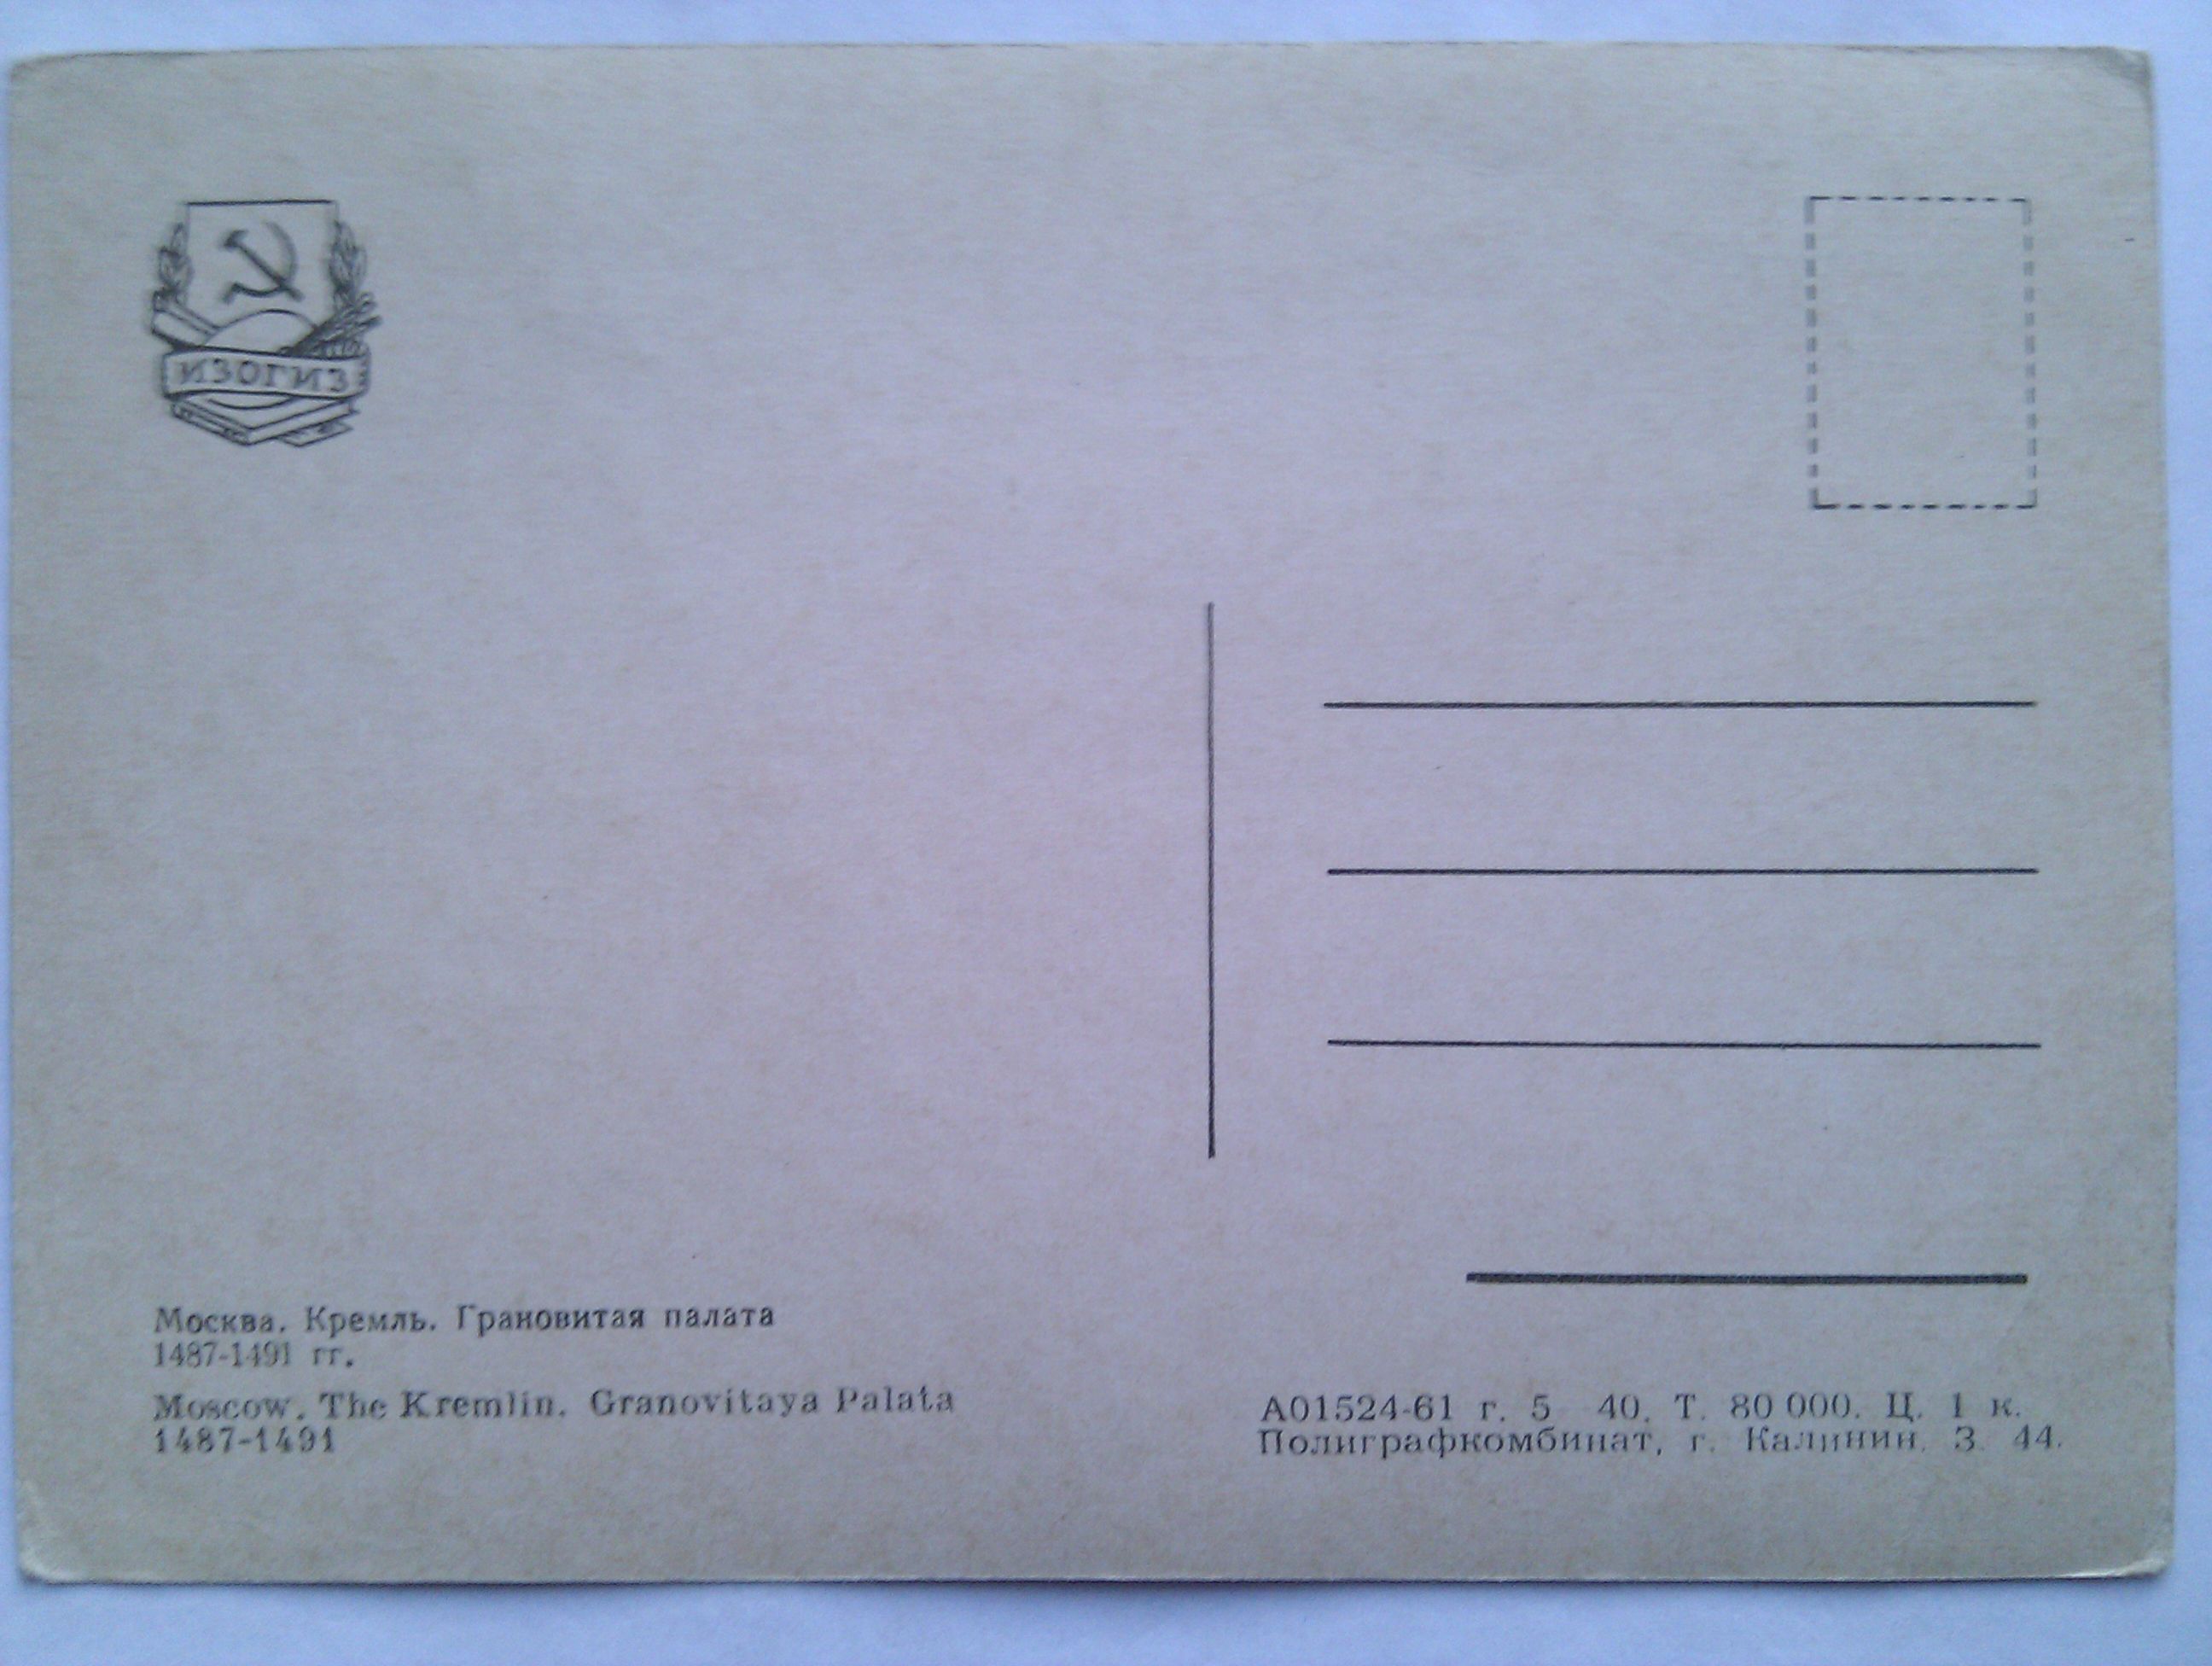 ИЗОГИЗ
Москва. Кремль. Грановитая палата
1487-1491 гг.
Moscow. The Kremlin. Granovitaya Palata
1487-1491
А01524-61 г. 5 40. Т. 80 000. Ц. 1 к.
Полиграфкомбинат, г. Калинин. З. 44.